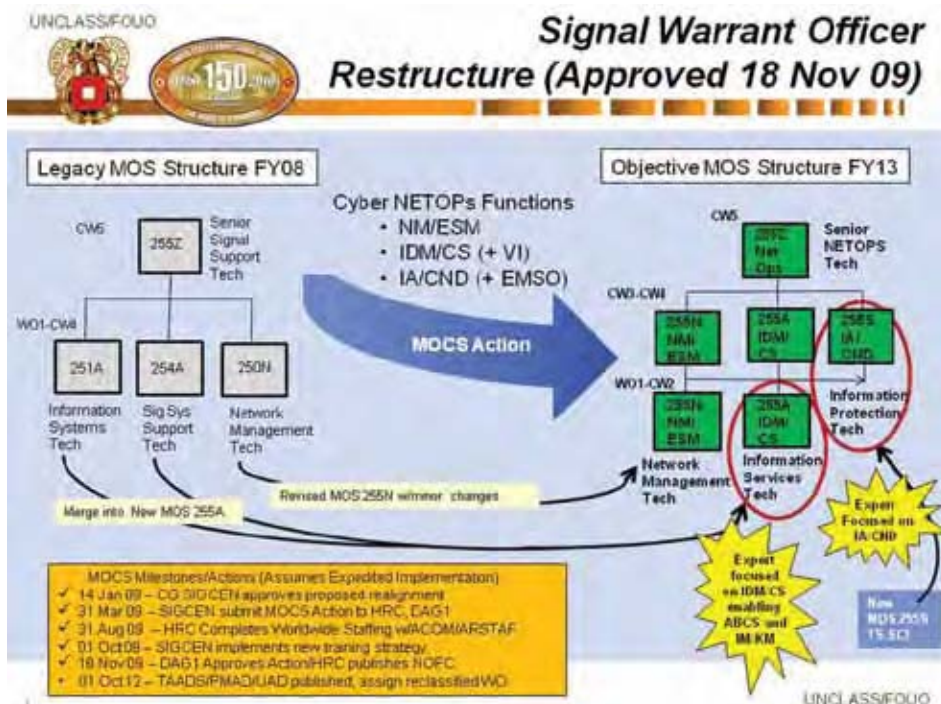 UNCLASS/FOUO
Signal Warrant Officer
Restructure (Approved 18 Nov 09)
150
Legacy MOS Structure FY08
Objective MOS Structure FY13
Cyber NETOPs Functions
• NM/ESM
• IDM/CS (+ VI)
• IA/CND (+ EMSO)
MOCS Action
CW5
255Z
Senior
Signal
Support
Tech
WO1-CW4
251A
254A
250N
Information
Systems
Tech
Sig Sys
Support
Tech
Network
Management
Tech
CW5
255Z
Net
Ops
Senior
NETOPS
Tech
CW3-CW4
255N
NM/
ESM
255A
IDM/
CS
255S
IA/
CND
WO1-CW2
255N
NM/
ESM
255A
IDM/
CS
Information
Protection
Tech
Network
Management
Tech
Information
Services
Tech
Revised MOS 255N w/minor changes
Merge into New MOS 255A
Expert
Focused on
IA/CND
Expert
focused
on IDM/CS
enabling
ABCS and
IM/KM
New
MOS 255S
TS SCI
MOCS Milestones/Actions (Assumes Expedited Implementation)
✓ 14 Jan 09 – CG SIGCEN approves proposed realignment
✓ 31 Mar 09 – SIGCEN submit MOCS Action to HRC, DAG1
✓ 31 Aug 09 – HRC Completes Worldwide Staffing w/ACOM/ARSTAF
✓ 01 Oct 09 – SIGCEN implements new training strategy
✓ 18 Nov 09 – DAG1 Approves Action/HRC publishes NOFC
• 01 Oct 12 – TAADS/PMAD/UAD published, assign reclassified WO
UNCLASS/FOUO